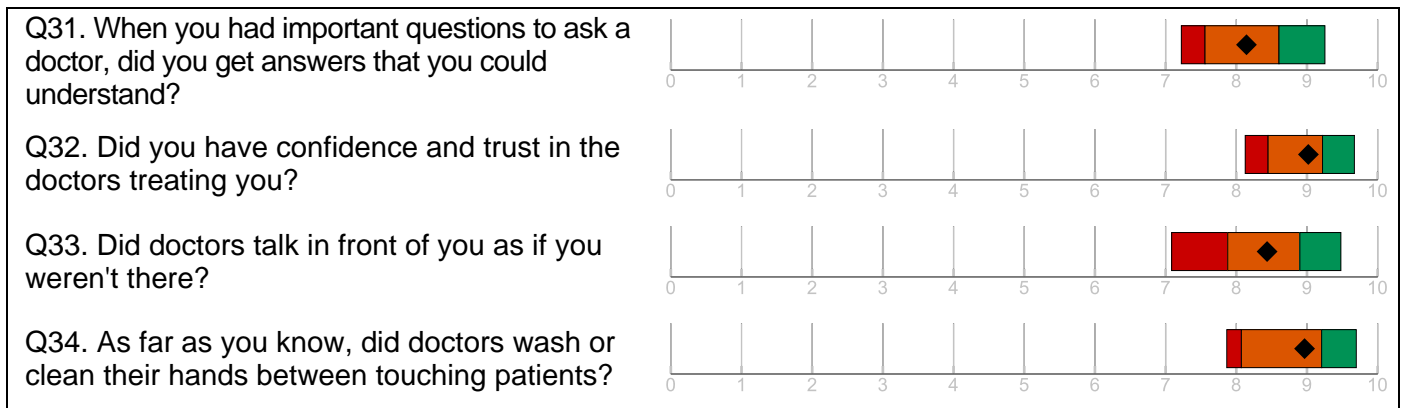 Q31. When you had important questions to ask a
doctor, did you get answers that you could
understand?
0 1 2 3 4 5 6 7 8 9 10
Q32. Did you have confidence and trust in the
doctors treating you?
0 1 2 3 4 5 6 7 8 9 10
Q33. Did doctors talk in front of you as if you
weren't there?
0 1 2 3 4 5 6 7 8 9 10
Q34. As far as you know, did doctors wash or
clean their hands between touching patients?
0 1 2 3 4 5 6 7 8 9 10